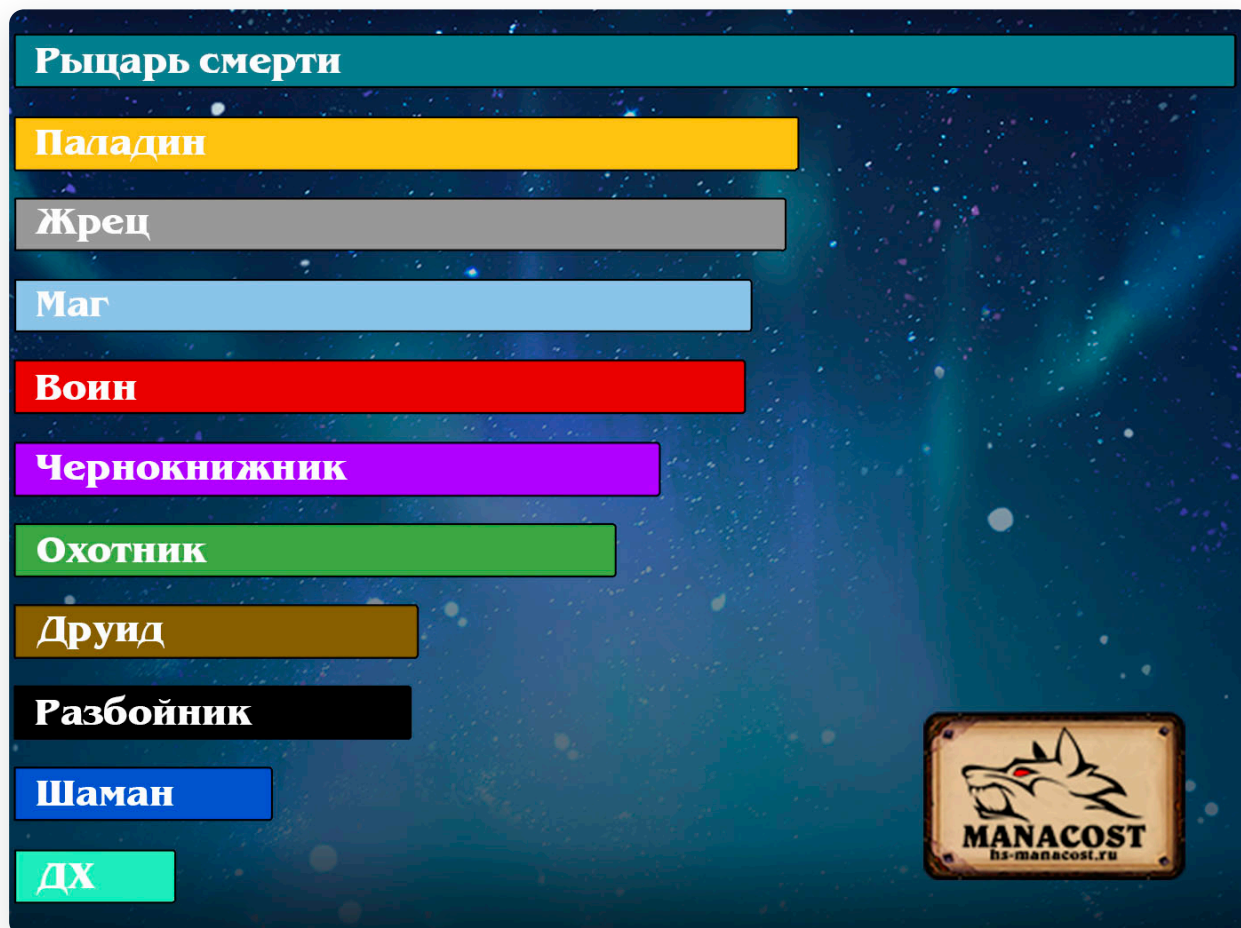 Рыцарь смерти
Паладин
Жрец
Маг
Воин
Чернокнижник
Охотник
Друид
Разбойник
Шаман
ДХ
MANACOST
hs-manacost.ru